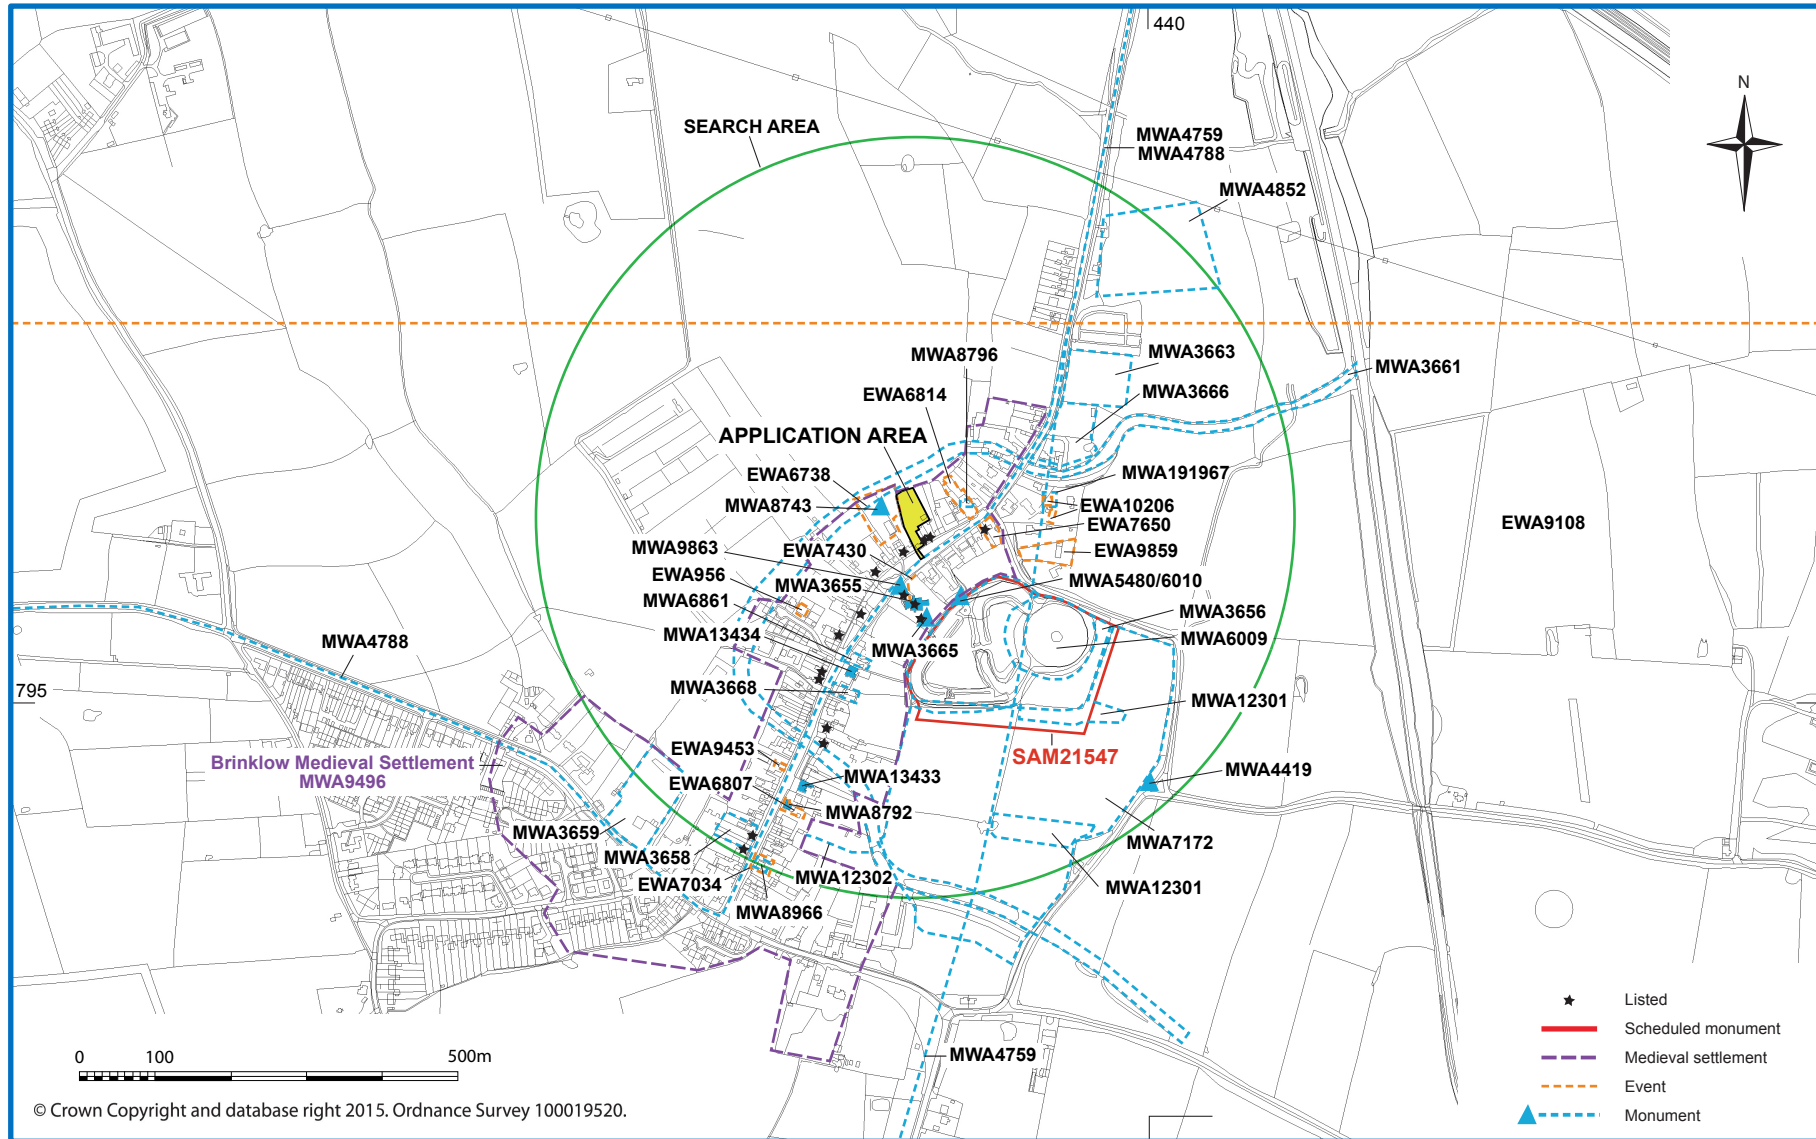 440
N
SEARCH AREA
MWA4759
MWA4788
MWA4852
MWA8796
MWA3663
MWA3661
EWA6814
MWA3666
APPLICATION AREA
EWA6738
MWA191967
MWA8743
EWA10206
EWA7650
EWA9108
MWA9863
EWA7430
EWA9859
EWA956
MWA3655
MWA5480/6010
MWA6861
MWA3656
MWA13434
MWA6009
MWA4788
MWA3665
795
MWA3668
MWA12301
EWA9453
SAM21547
Brinklow Medieval Settlement
MWA9496
MWA13433
MWA4419
EWA6807
MWA8792
MWA3659
MWA7172
MWA3658
MWA12302
EWA7034
MWA12301
MWA8966
MWA4759
0 100 500m
© Crown Copyright and database right 2015. Ordnance Survey 100019520.
Listed
Scheduled monument
Medieval settlement
Event
Monument